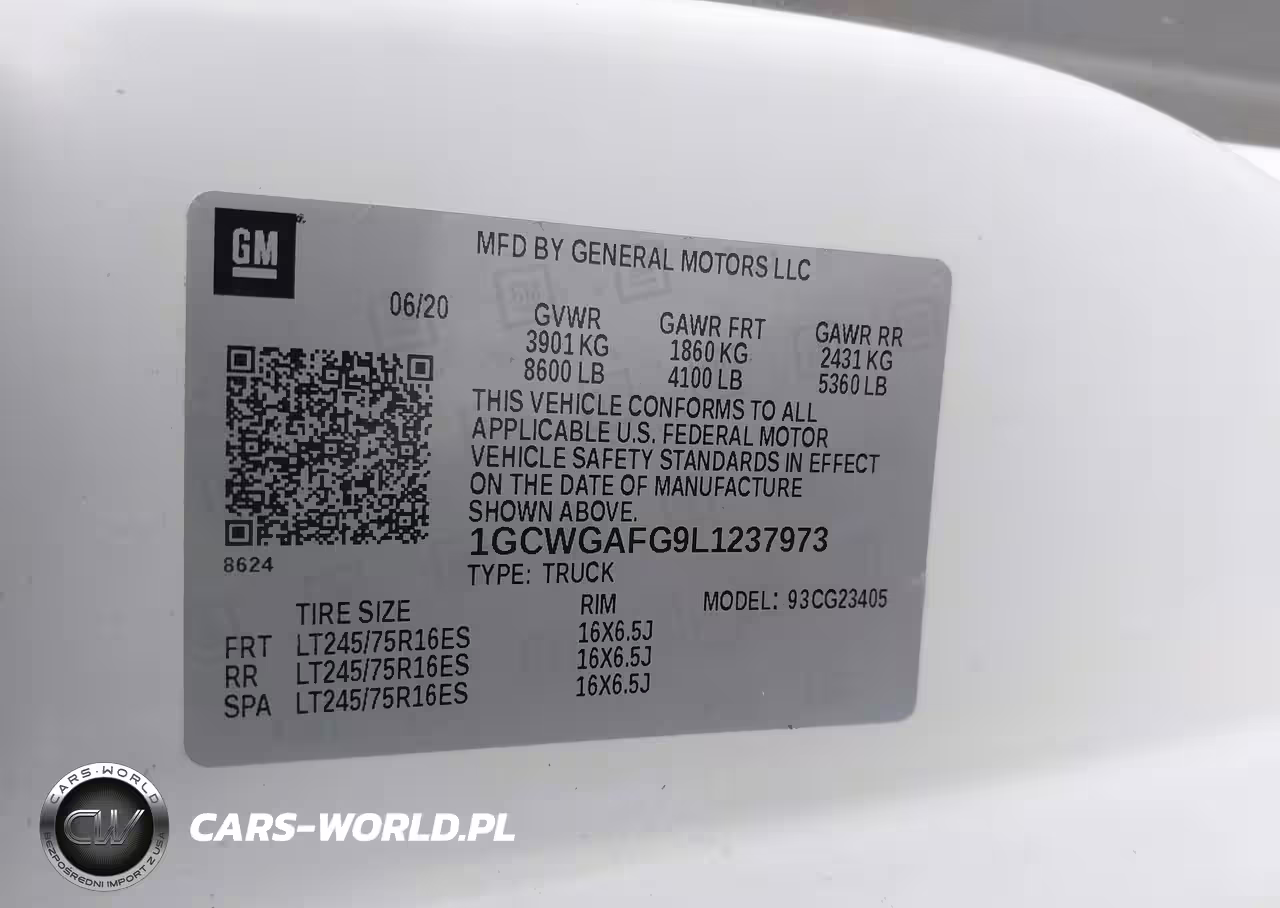 GM
MFD BY GENERAL MOTORS LLC
06/20
GVWR GAWR FRT GAWR RR
3901 KG 1860 KG 2431 KG
8600 LB 4100 LB 5360 LB
THIS VEHICLE CONFORMS TO ALL
APPLICABLE U.S. FEDERAL MOTOR
VEHICLE SAFETY STANDARDS IN EFFECT
ON THE DATE OF MANUFACTURE
SHOWN ABOVE.
8624
1GCWGAFG9L1237973
TYPE: TRUCK
TIRE SIZE RIM MODEL: 93CG23405
FRT LT245/75R16ES 16X6.5J
RR LT245/75R16ES 16X6.5J
SPA LT245/75R16ES 16X6.5J
CARS-WORLD
CW
BEZPOŚREDNI IMPORT Z USA
CARS-WORLD.PL